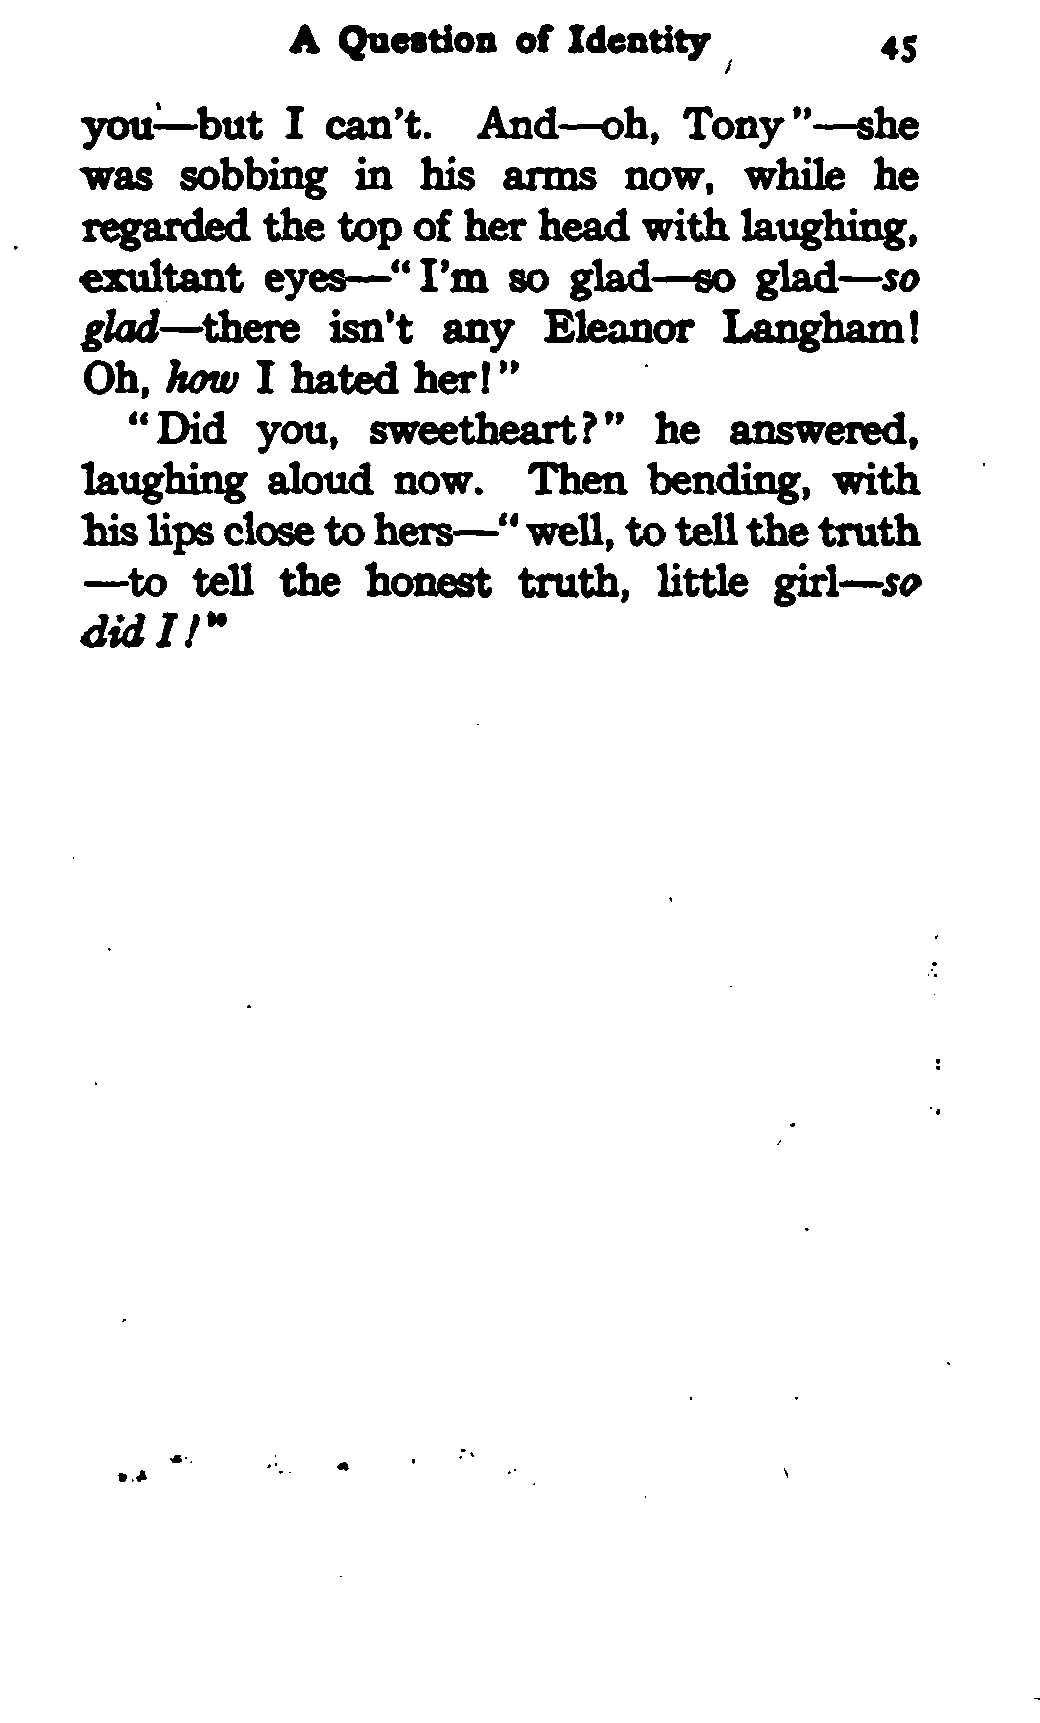 A Question of Identity 45
you—but I can't. And—oh, Tony"—she
was sobbing in his arms now, while he
regarded the top of her head with laughing,
exultant eyes—"I'm so glad—so glad—so
glad—there isn't any Eleanor Langham!
Oh, how I hated her!"
"Did you, sweetheart?" he answered,
laughing aloud now. Then bending, with
his lips close to hers—"well, to tell the truth
—to tell the honest truth, little girl—so
did I!"